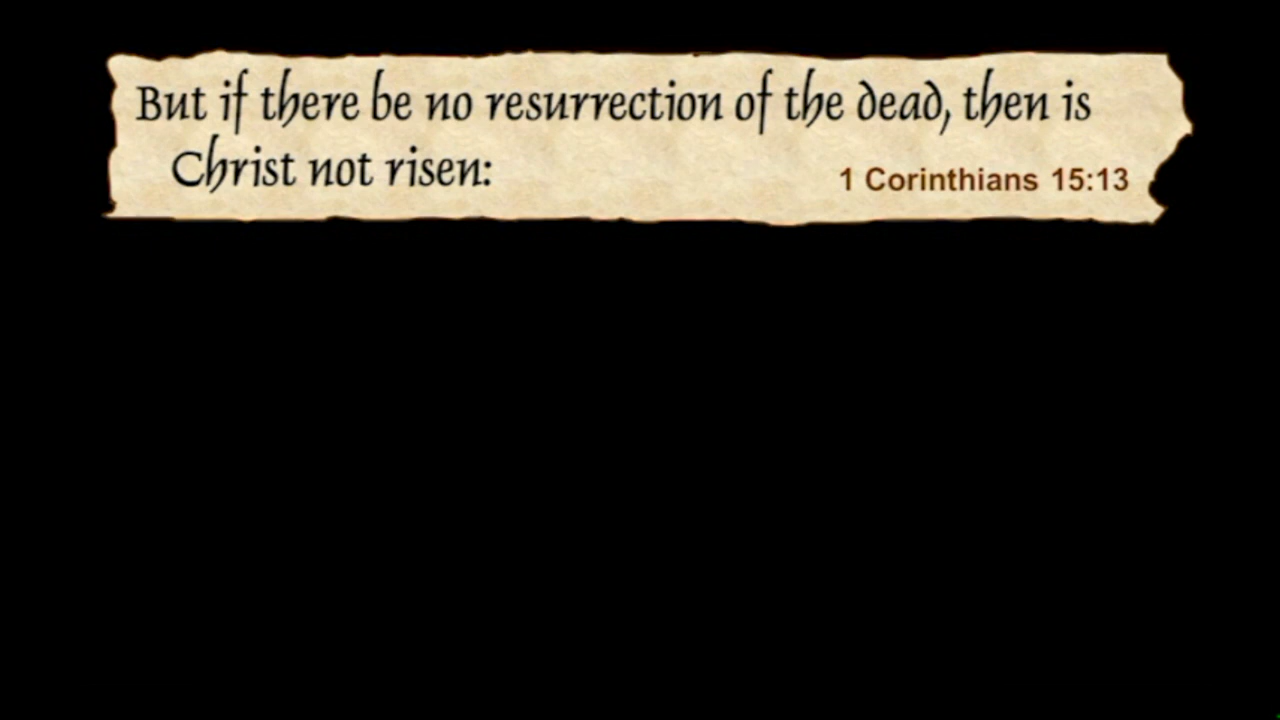 But if there be no resurrection of the dead, then is
Christ not risen:
1 Corinthians 15:13